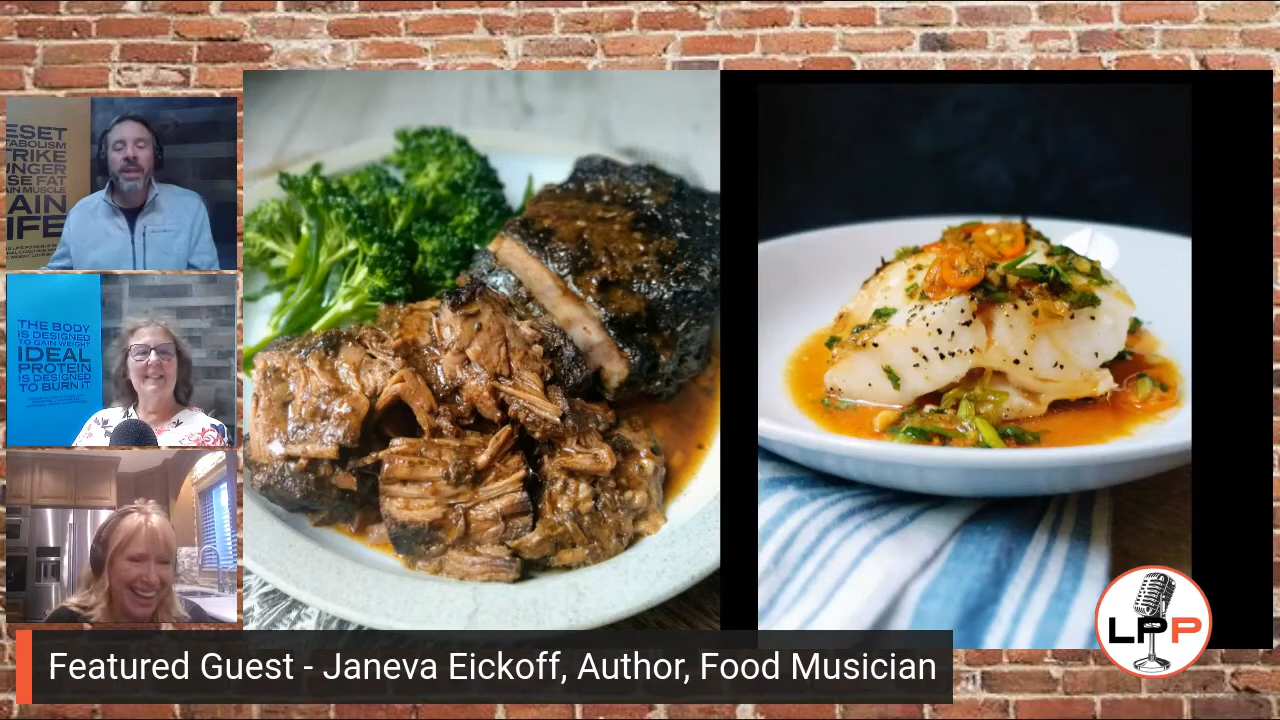 ESET
TABOLISM
TRIKE
UNGER
SE FAT
AIN MUSCLE
AIN
LIFE
THE BODY
IS DESIGNED
TO GAIN WEIGHT
IDEAL
PROTEIN
IS DESIGNED
TO BURN IT
LPP
Featured Guest - Janeva Eickoff, Author, Food Musician